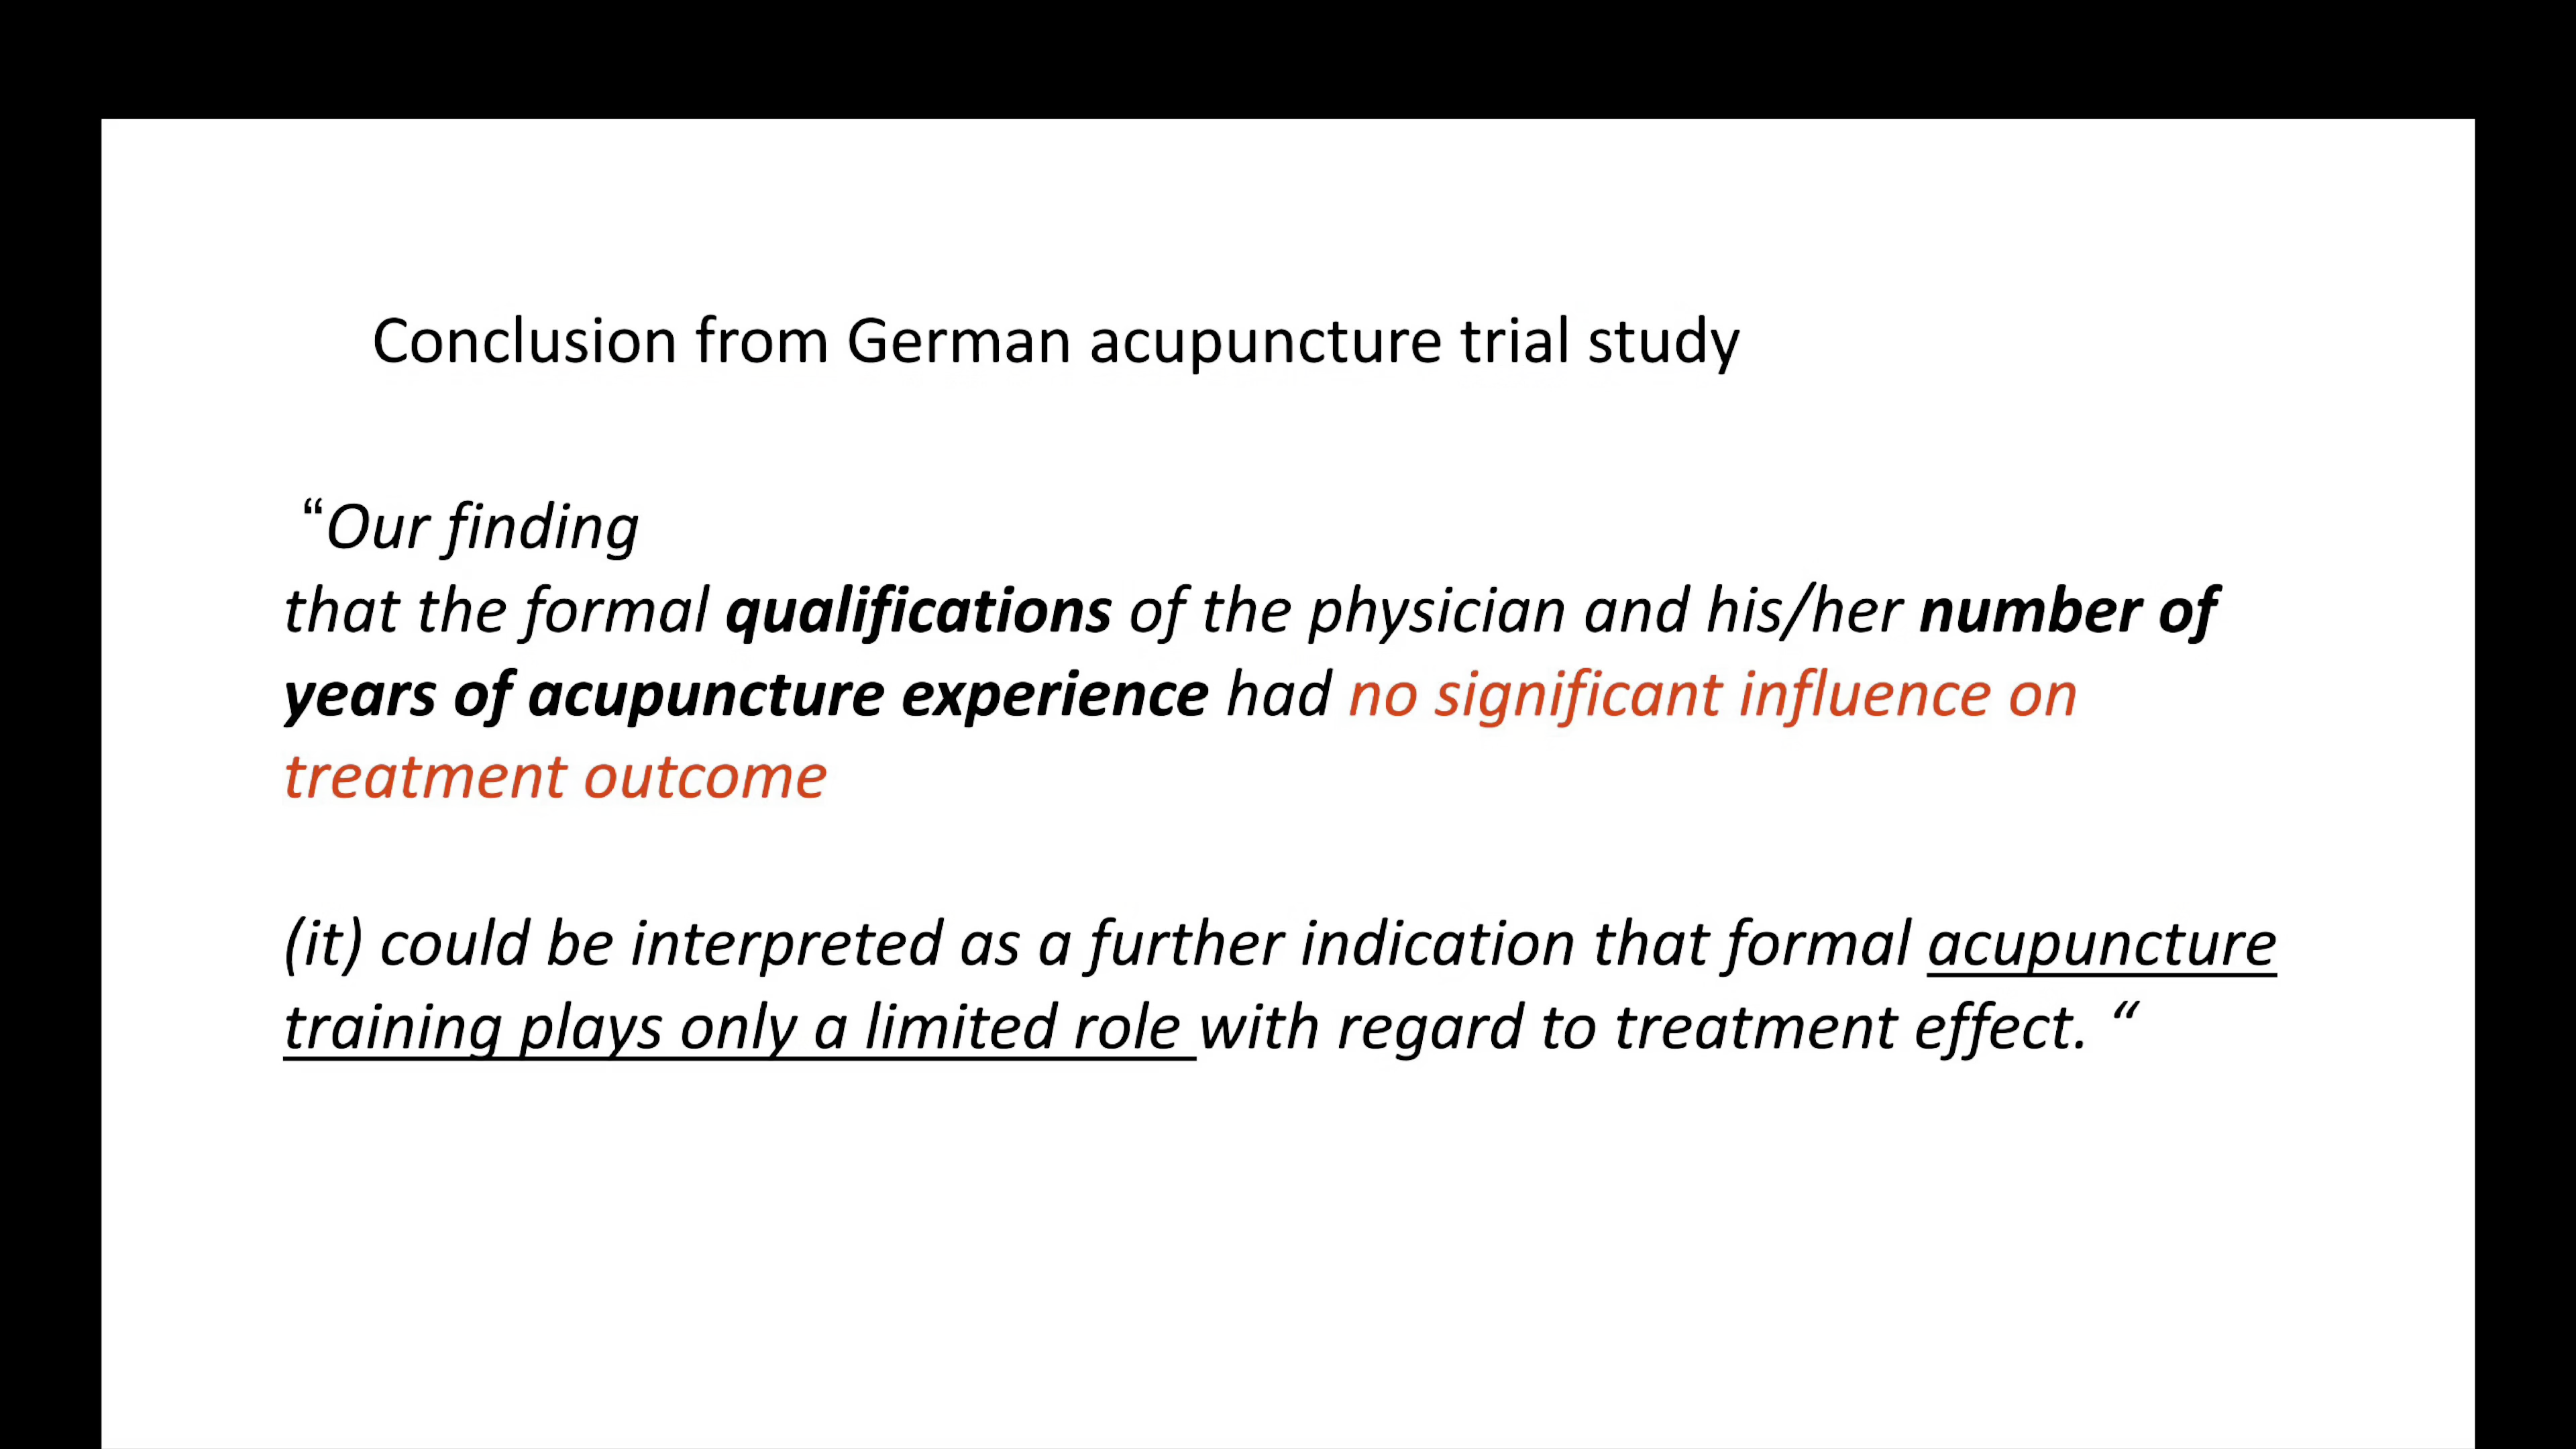 Conclusion from German acupuncture trial study
“Our finding
that the formal qualifications of the physician and his/her number of
years of acupuncture experience had no significant influence on
treatment outcome
(it) could be interpreted as a further indication that formal acupuncture
training plays only a limited role with regard to treatment effect. “